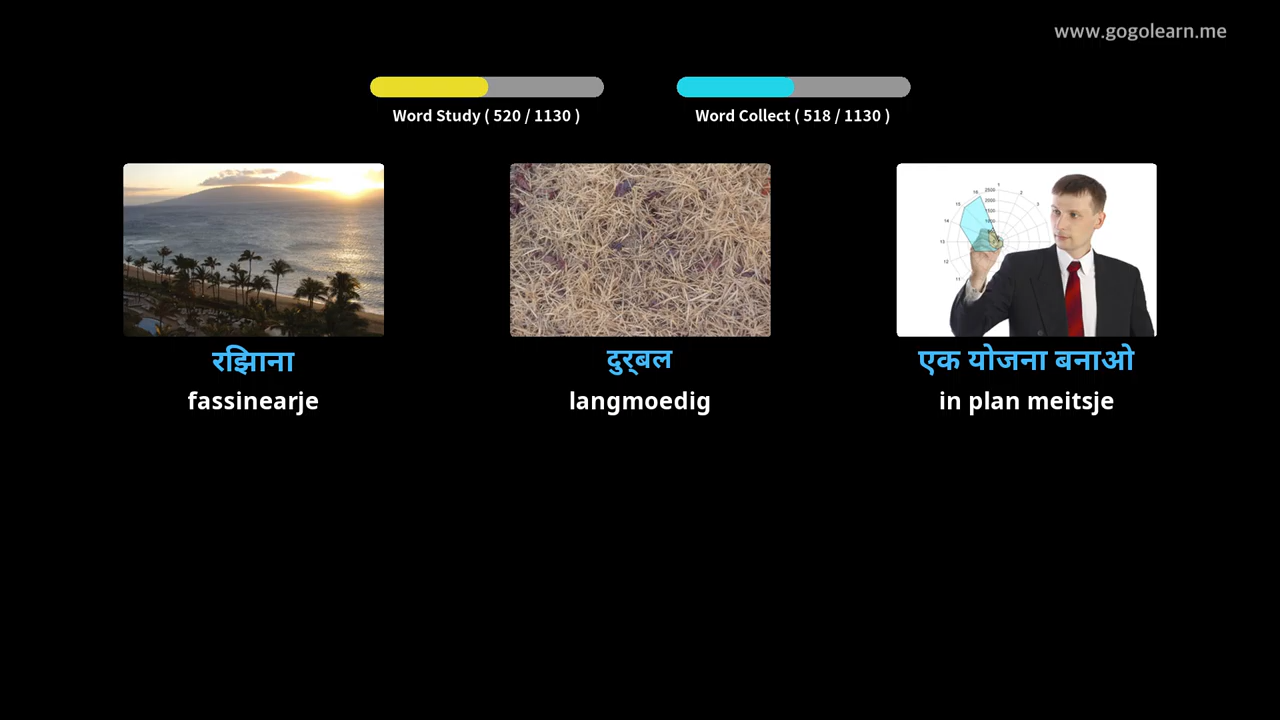 www.gogolearn.me
Word Study ( 520 / 1130 )
Word Collect ( 518 / 1130 )
रझािना
fassinearje
दुर्‌बल
langmoedig
एक योजना बनाओ
in plan meitsje